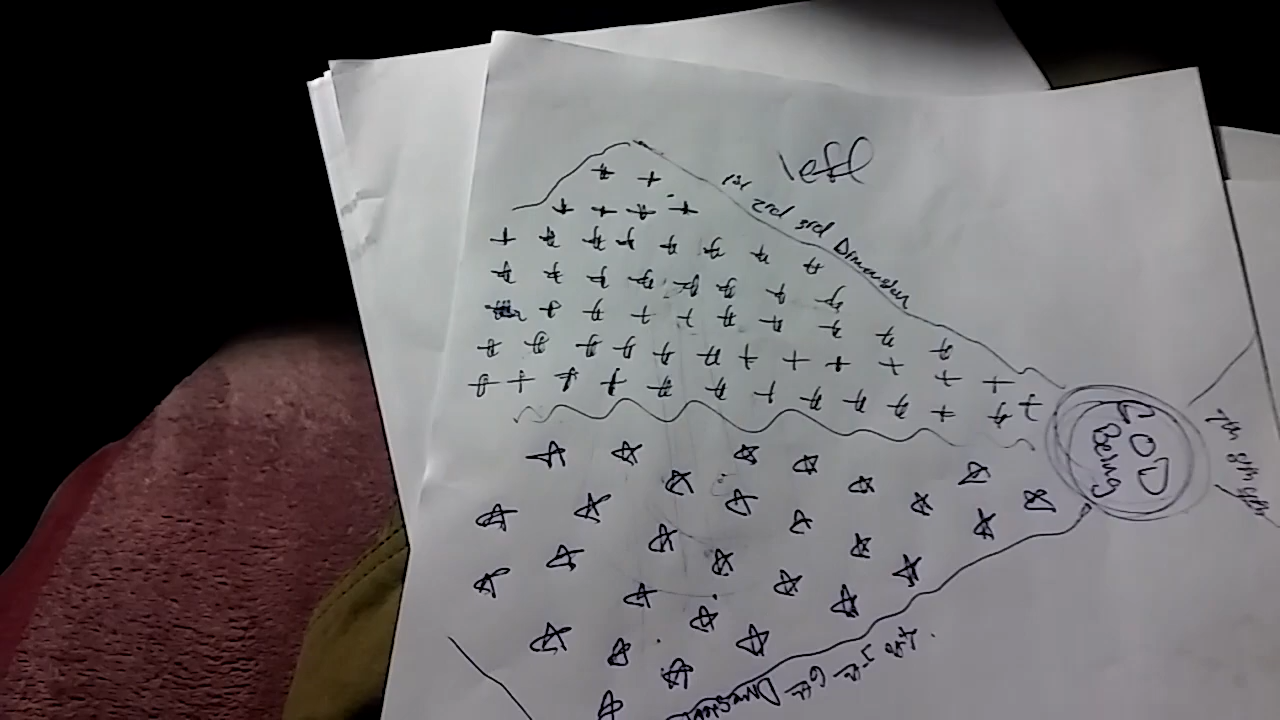 left
1st 2nd 3rd Dimension
GOD
Being
7th 8th 9th
4th 5th 6th Dimension